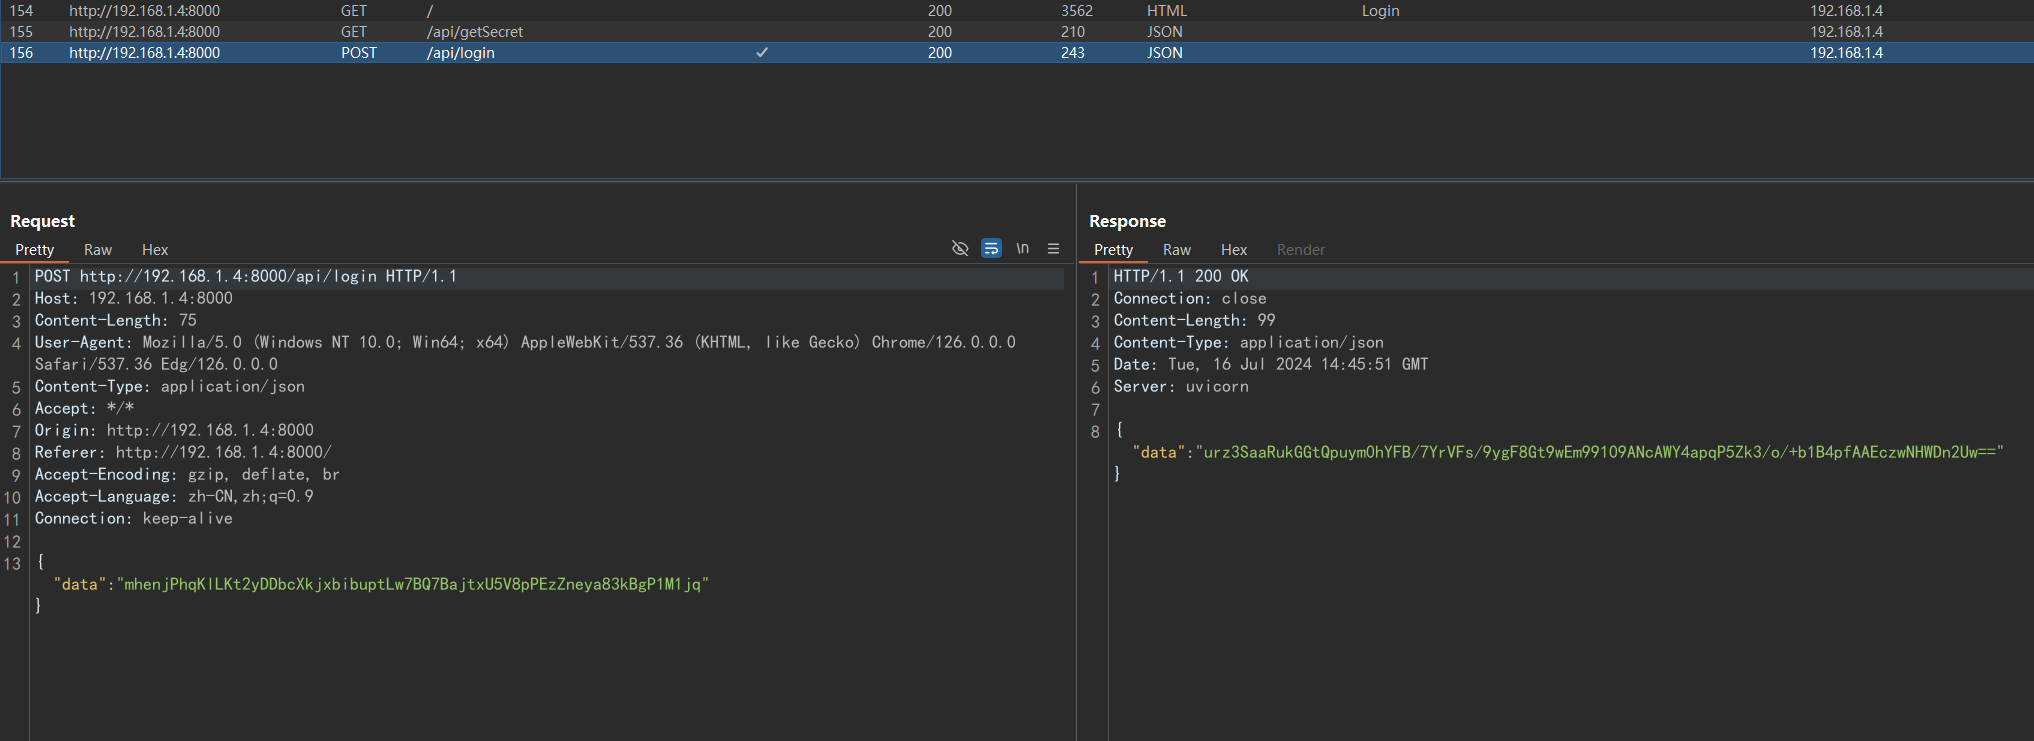 154 http://192.168.1.4:8000 GET / 200 3562 HTML Login 192.168.1.4
155 http://192.168.1.4:8000 GET /api/getSecret 200 210 JSON 192.168.1.4
156 http://192.168.1.4:8000 POST /api/login ✓ 200 243 JSON 192.168.1.4
Request
Pretty Raw Hex \n
1 POST http://192.168.1.4:8000/api/login HTTP/1.1
2 Host: 192.168.1.4:8000
3 Content-Length: 75
4 User-Agent: Mozilla/5.0 (Windows NT 10.0; Win64; x64) AppleWebKit/537.36 (KHTML, like Gecko) Chrome/126.0.0.0
Safari/537.36 Edg/126.0.0.0
5 Content-Type: application/json
6 Accept: */*
7 Origin: http://192.168.1.4:8000
8 Referer: http://192.168.1.4:8000/
9 Accept-Encoding: gzip, deflate, br
10 Accept-Language: zh-CN,zh;q=0.9
11 Connection: keep-alive
12
13 {
"data":"mhenjPhqKlLKt2yDDbcXkjxbibuptLw7BQ7BajtxU5V8pPEzZneya83kBgP1M1jq"
}
Response
Pretty Raw Hex Render
1 HTTP/1.1 200 OK
2 Connection: close
3 Content-Length: 99
4 Content-Type: application/json
5 Date: Tue, 16 Jul 2024 14:45:51 GMT
6 Server: uvicorn
7
8 {
"data":"urz3SaaRukGGtQpuymOhYFB/7YrVFs/9ygF8Gt9wEm99109ANcAWY4apqP5Zk3/o/+b1B4pfAAEczwNHWDn2Uw=="
}